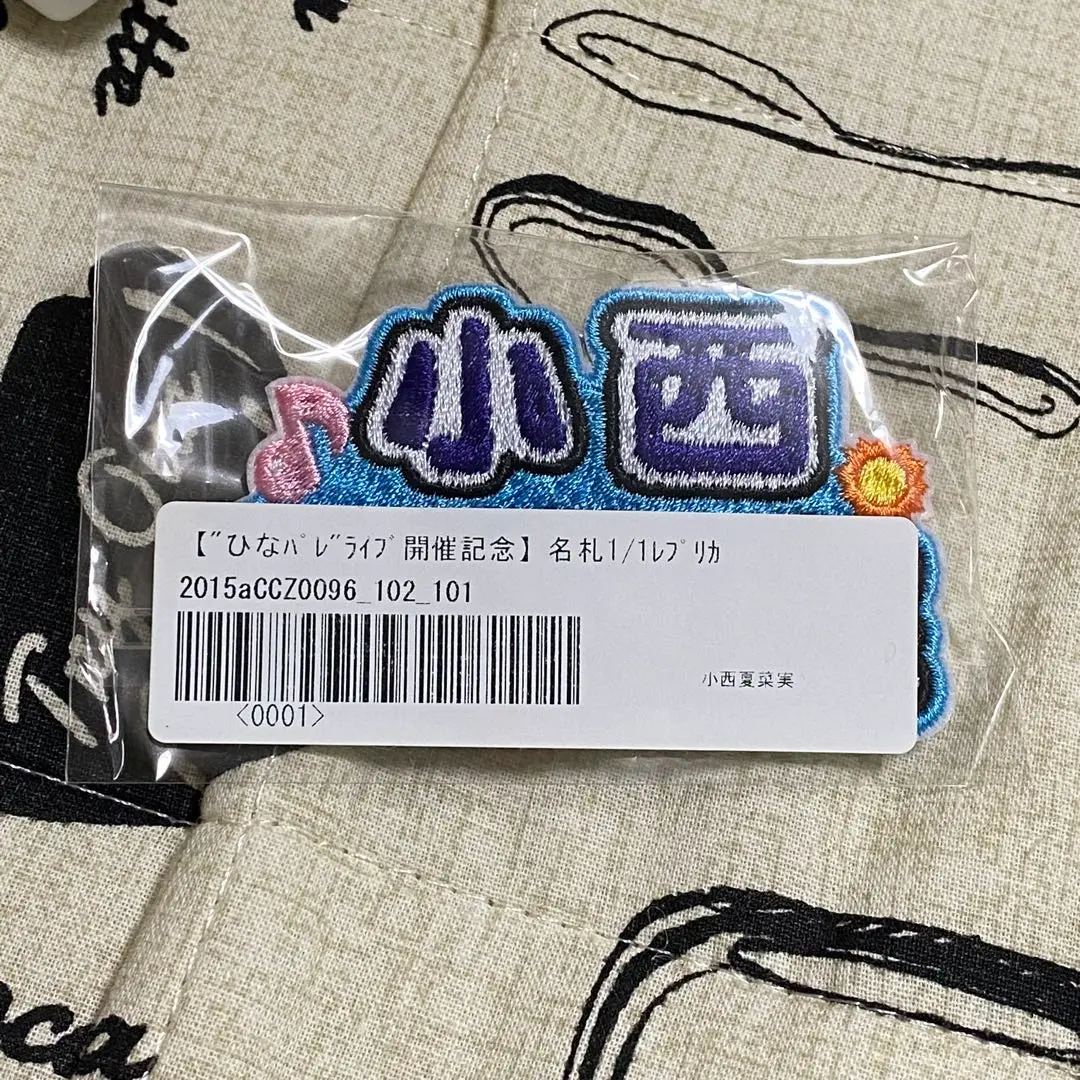 tte
小西
【"ひなﾊﾟﾚ"ﾗｲﾌﾞ開催記念】名札1/1ﾚﾌﾟﾘｶ
2015aCCZ0096_102_101
<0001>
小西夏菜実